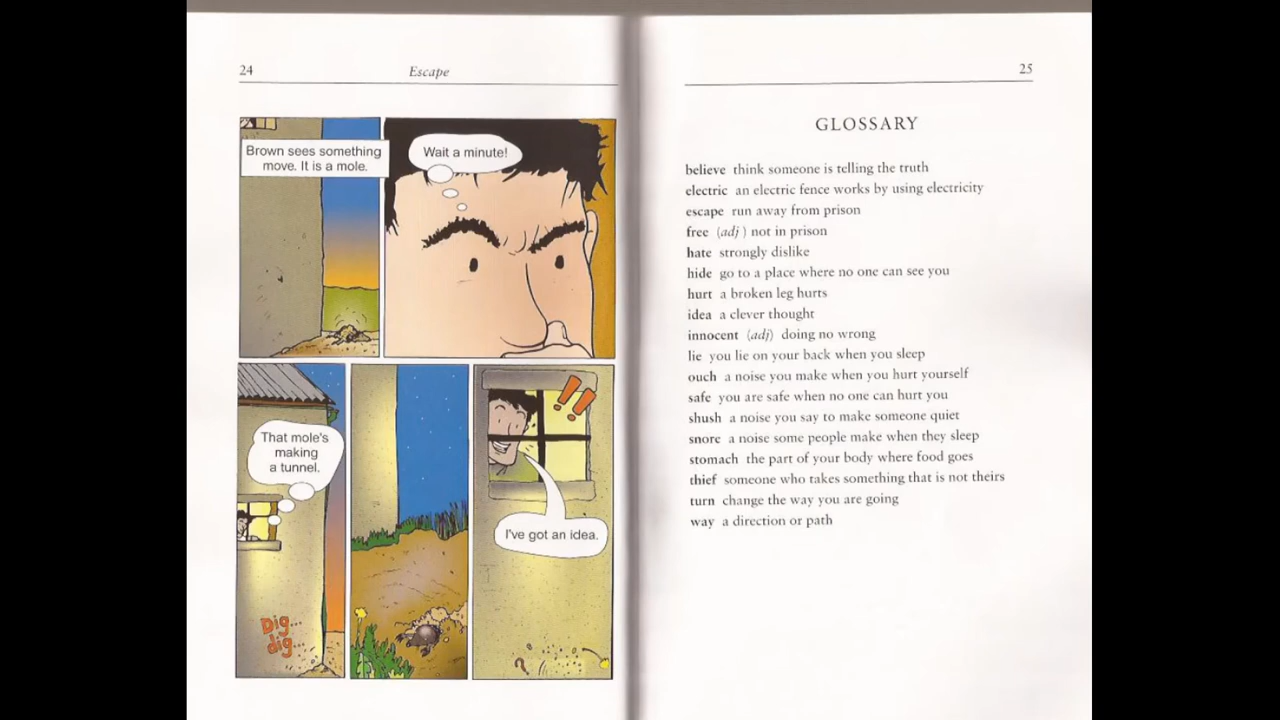 24
Escape
Brown sees something
move. It is a mole.
Wait a minute!
That mole's
making
a tunnel.
Dig...
dig...
!!
I've got an idea.
25
GLOSSARY
believe think someone is telling the truth
electric an electric fence works by using electricity
escape run away from prison
free (adj) not in prison
hate strongly dislike
hide go to a place where no one can see you
hurt a broken leg hurts
idea a clever thought
innocent (adj) doing no wrong
lie you lie on your back when you sleep
ouch a noise you make when you hurt yourself
safe you are safe when no one can hurt you
shush a noise you say to make someone quiet
snore a noise some people make when they sleep
stomach the part of your body where food goes
thief someone who takes something that is not theirs
turn change the way you are going
way a direction or path